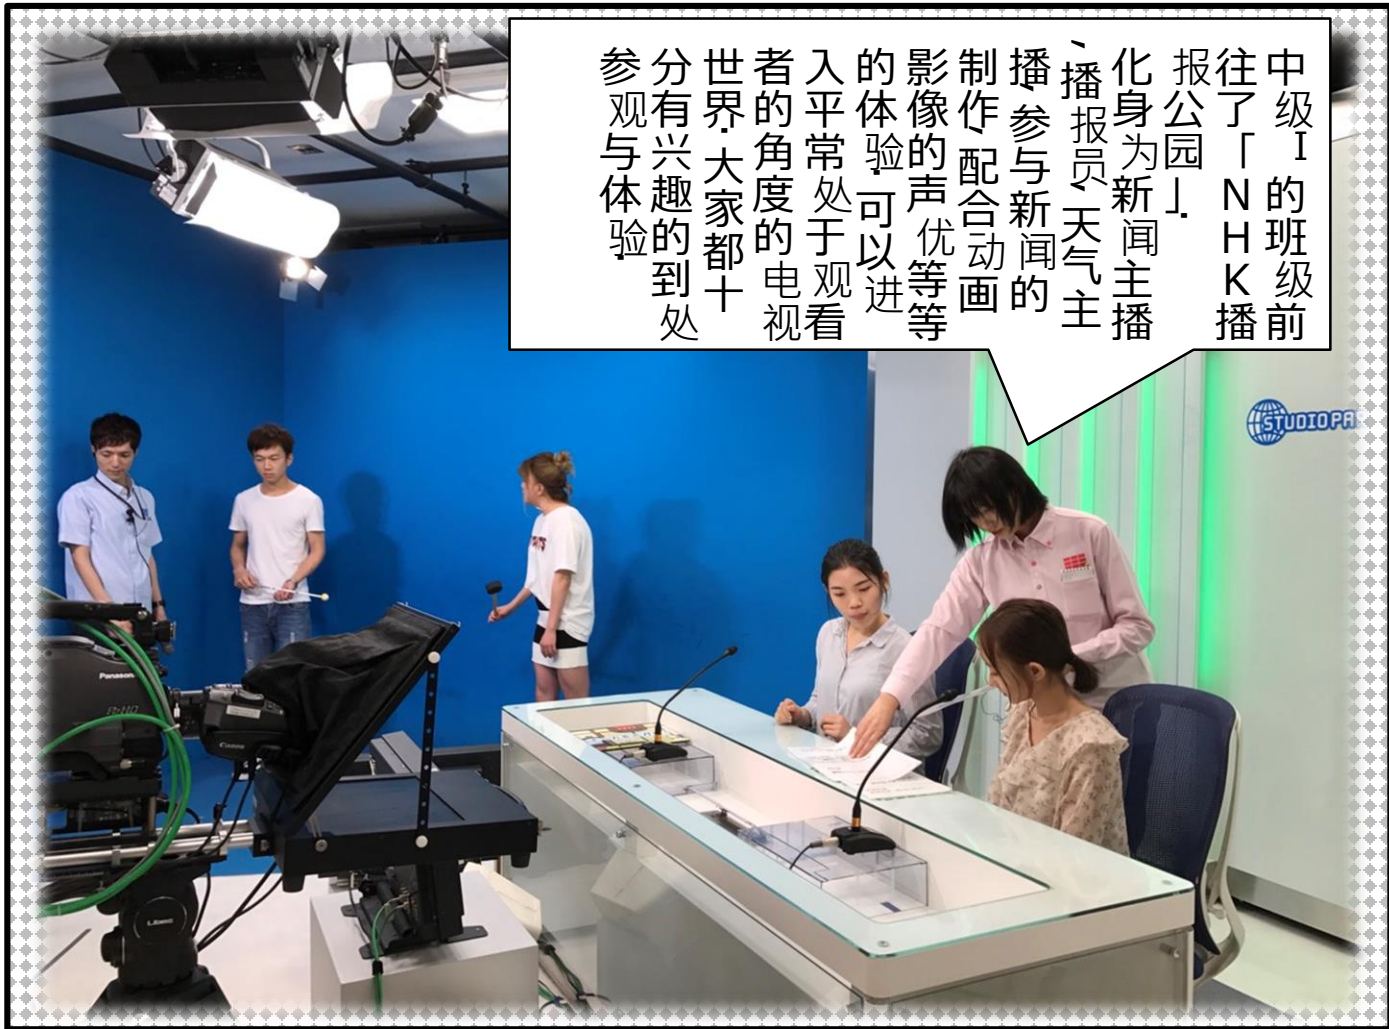 中级I的班级前
往了「NHK播
报公园」.
化身为新闻主播
、播报员、天气主
播、参与新闻的
制作、配合动画
影像的声优等等
的体验.可以进
入平常处于观看
者的角度的电视
世界.大家都十
分有兴趣的到处
参观与体验.
STUDIO PAR
Panasonic
Canon
Libec